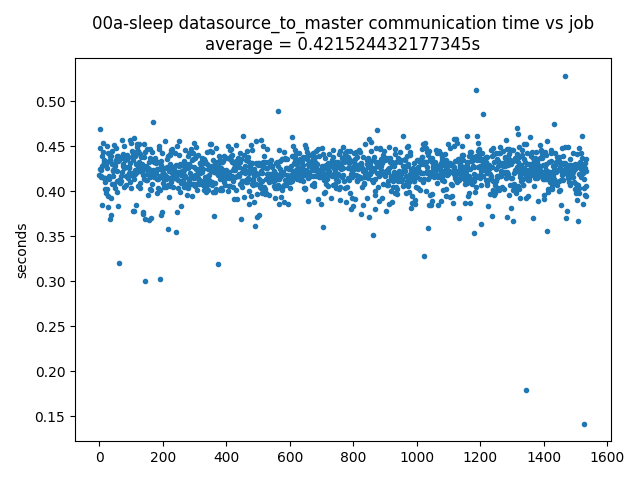 00a-sleep datasource_to_master communication time vs job
average = 0.421524432177345s
seconds
0.50
0.45
0.40
0.35
0.30
0.25
0.20
0.15
0 200 400 600 800 1000 1200 1400 1600